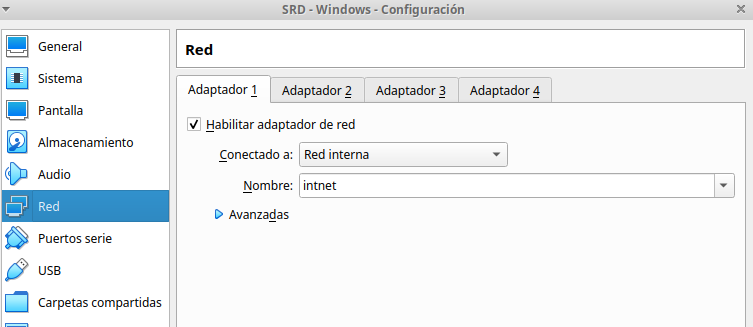 SRD - Windows - Configuración
General
Sistema
Pantalla
Almacenamiento
Audio
Red
Puertos serie
USB
Carpetas compartidas
Red
Adaptador 1 Adaptador 2 Adaptador 3 Adaptador 4
Habilitar adaptador de red
Conectado a: Red interna
Nombre: intnet
Avanzadas